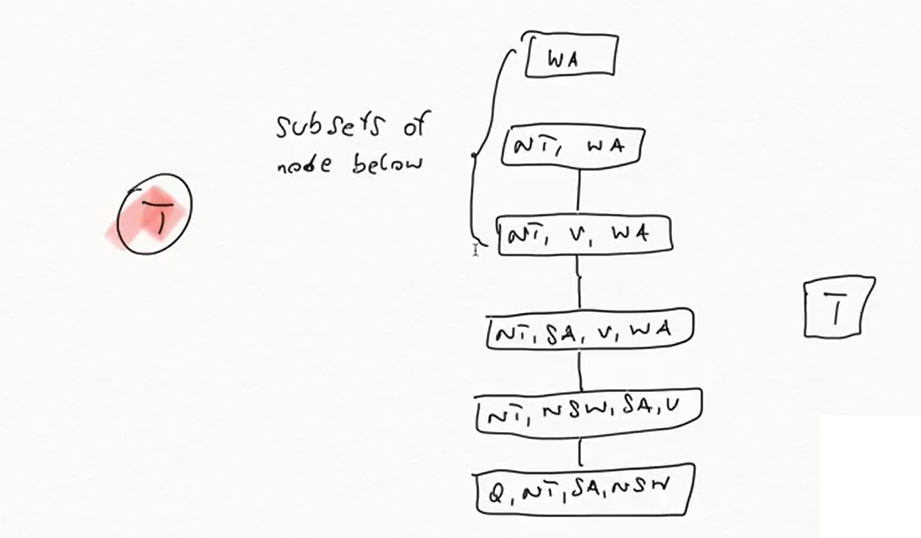 WA
subsets of
node below
NT, WA
T
NT, V, WA
T
NT, SA, V, WA
NT, NSW, SA, V
Q, NT, SA, NSW